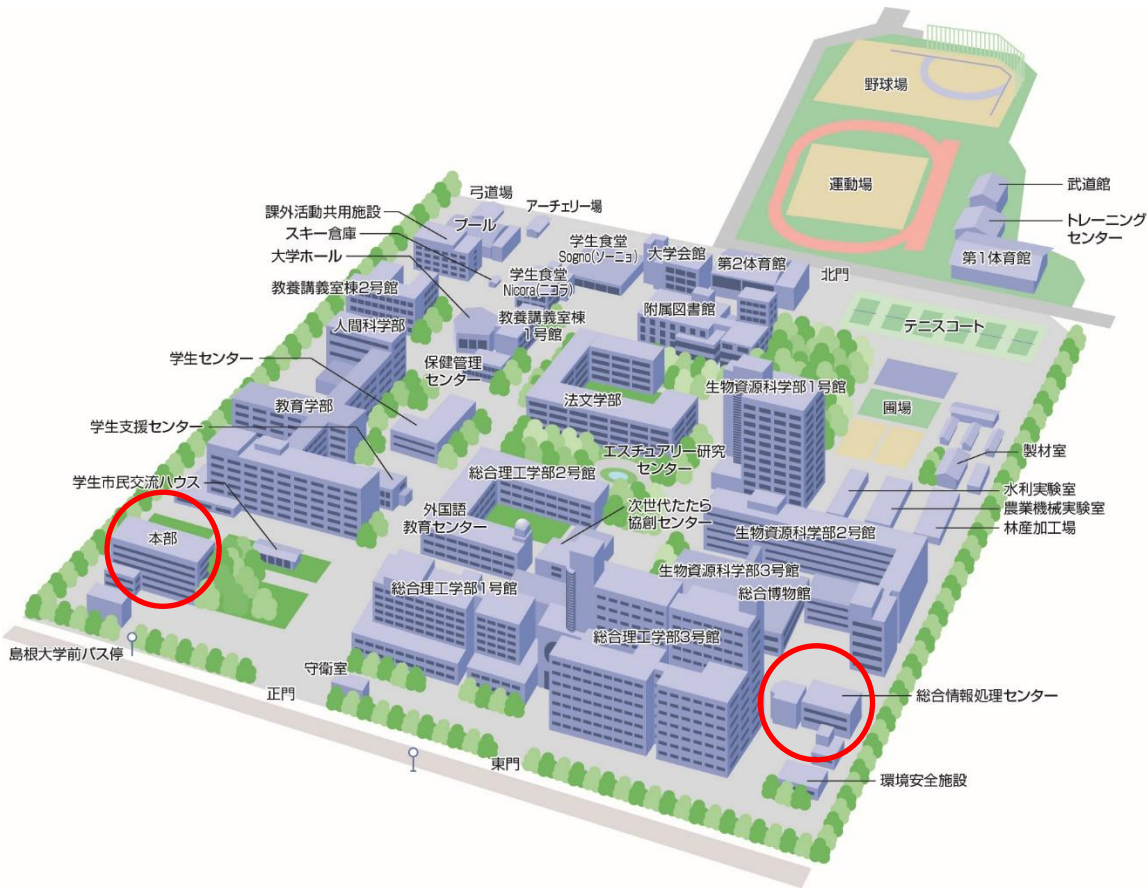 野球場
運動場
武道館
トレーニング
センター
第1体育館
北門
テニスコート
弓道場
アーチェリー場
課外活動共用施設
プール
スキー倉庫
大学ホール
学生食堂
Sogno(ソーニョ)
大学会館
第2体育館
学生食堂
Nicora(ニコラ)
教養講義室棟2号館
附属図書館
教養講義室棟
1号館
人間科学部
保健管理
センター
学生センター
生物資源科学部1号館
法文学部
教育学部
圃場
学生支援センター
エスチュアリー研究
センター
製材室
総合理工学部2号館
学生市民交流ハウス
水利実験室
農業機械実験室
林産加工場
外国語
教育センター
次世代たたら
協創センター
生物資源科学部2号館
本部
生物資源科学部3号館
総合博物館
総合理工学部1号館
総合理工学部3号館
島根大学前バス停
守衛室
正門
総合情報処理センター
東門
環境安全施設